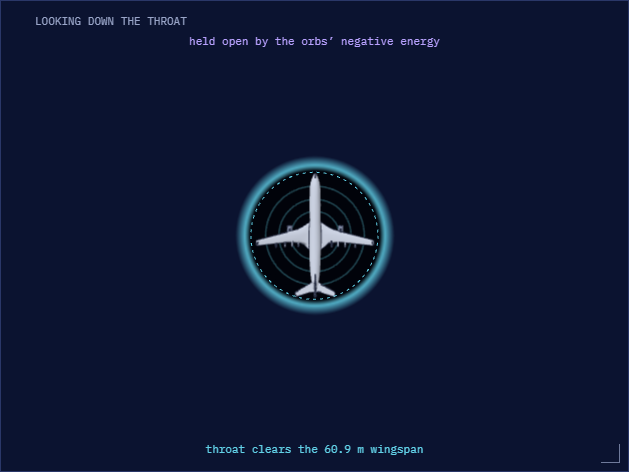 LOOKING DOWN THE THROAT
held open by the orbs’ negative energy
throat clears the 60.9 m wingspan